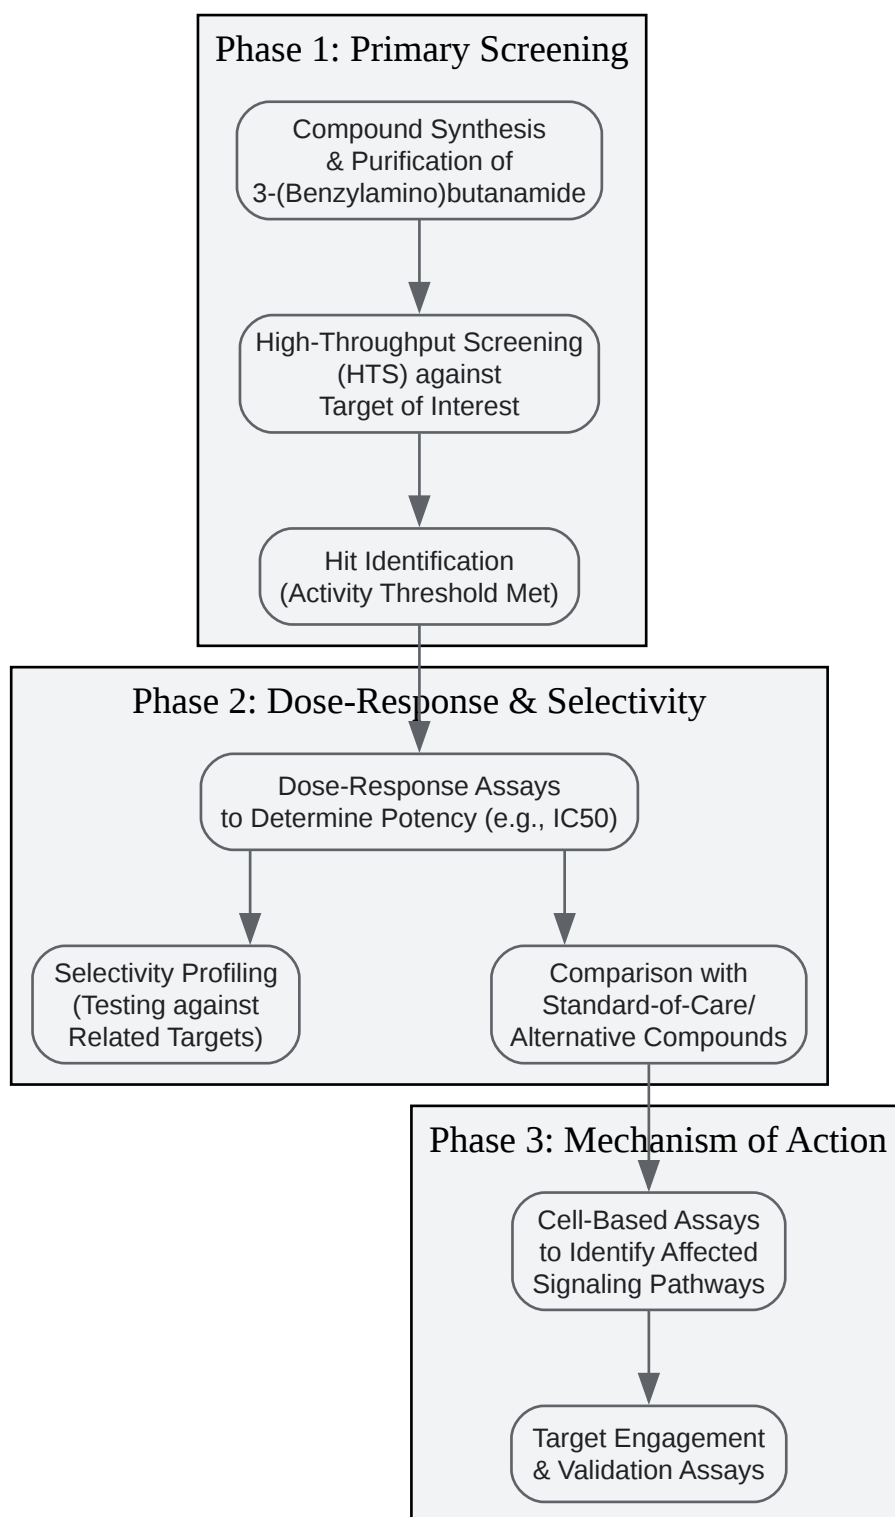 Phase 1: Primary Screening
Compound Synthesis
& Purification of
3-(Benzylamino)butanamide
High-Throughput Screening
(HTS) against
Target of Interest
Hit Identification
(Activity Threshold Met)
Phase 2: Dose-Response & Selectivity
Dose-Response Assays
to Determine Potency (e.g., IC50)
Selectivity Profiling
(Testing against
Related Targets)
Comparison with
Standard-of-Care/
Alternative Compounds
Phase 3: Mechanism of Action
Cell-Based Assays
to Identify Affected
Signaling Pathways
Target Engagement
& Validation Assays